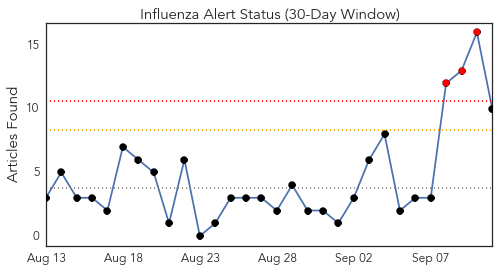 Influenza Alert Status (30-Day Window)
Articles Found
15
10
5
0
Aug 13 Aug 18 Aug 23 Aug 28 Sep 02 Sep 07